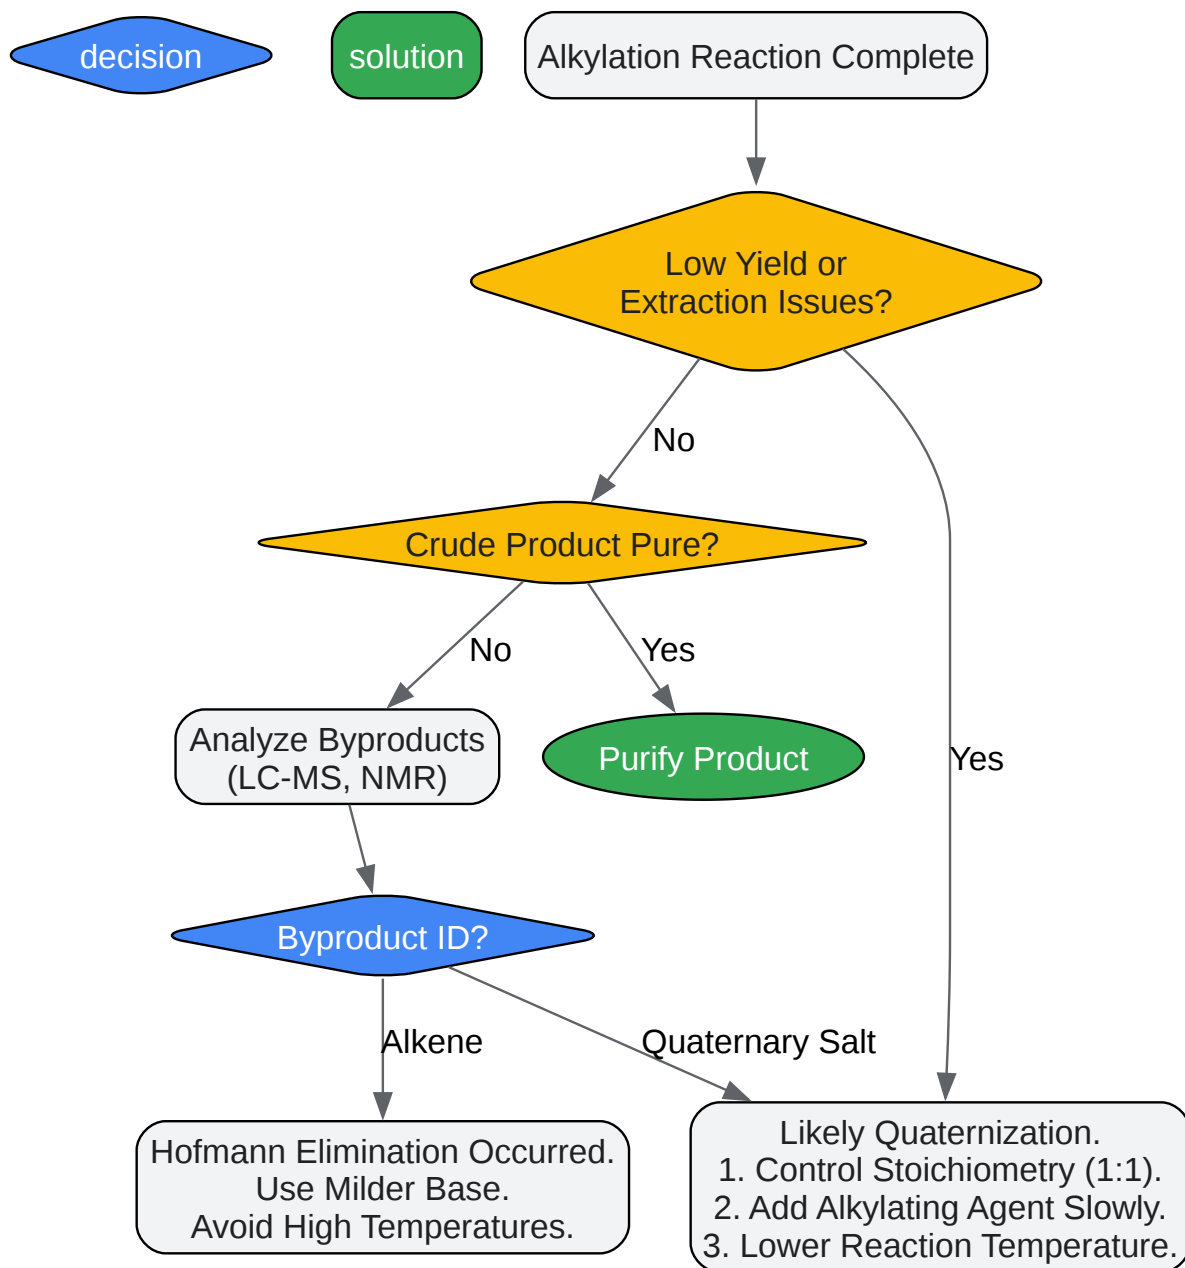 decision
solution
Alkylation Reaction Complete
Low Yield or
Extraction Issues?
No
Crude Product Pure?
No
Yes
Analyze Byproducts
(LC-MS, NMR)
Purify Product
Yes
Byproduct ID?
Alkene
Quaternary Salt
Hofmann Elimination Occurred.
Use Milder Base.
Avoid High Temperatures.
Likely Quaternization.
1. Control Stoichiometry (1:1).
2. Add Alkylating Agent Slowly.
3. Lower Reaction Temperature.